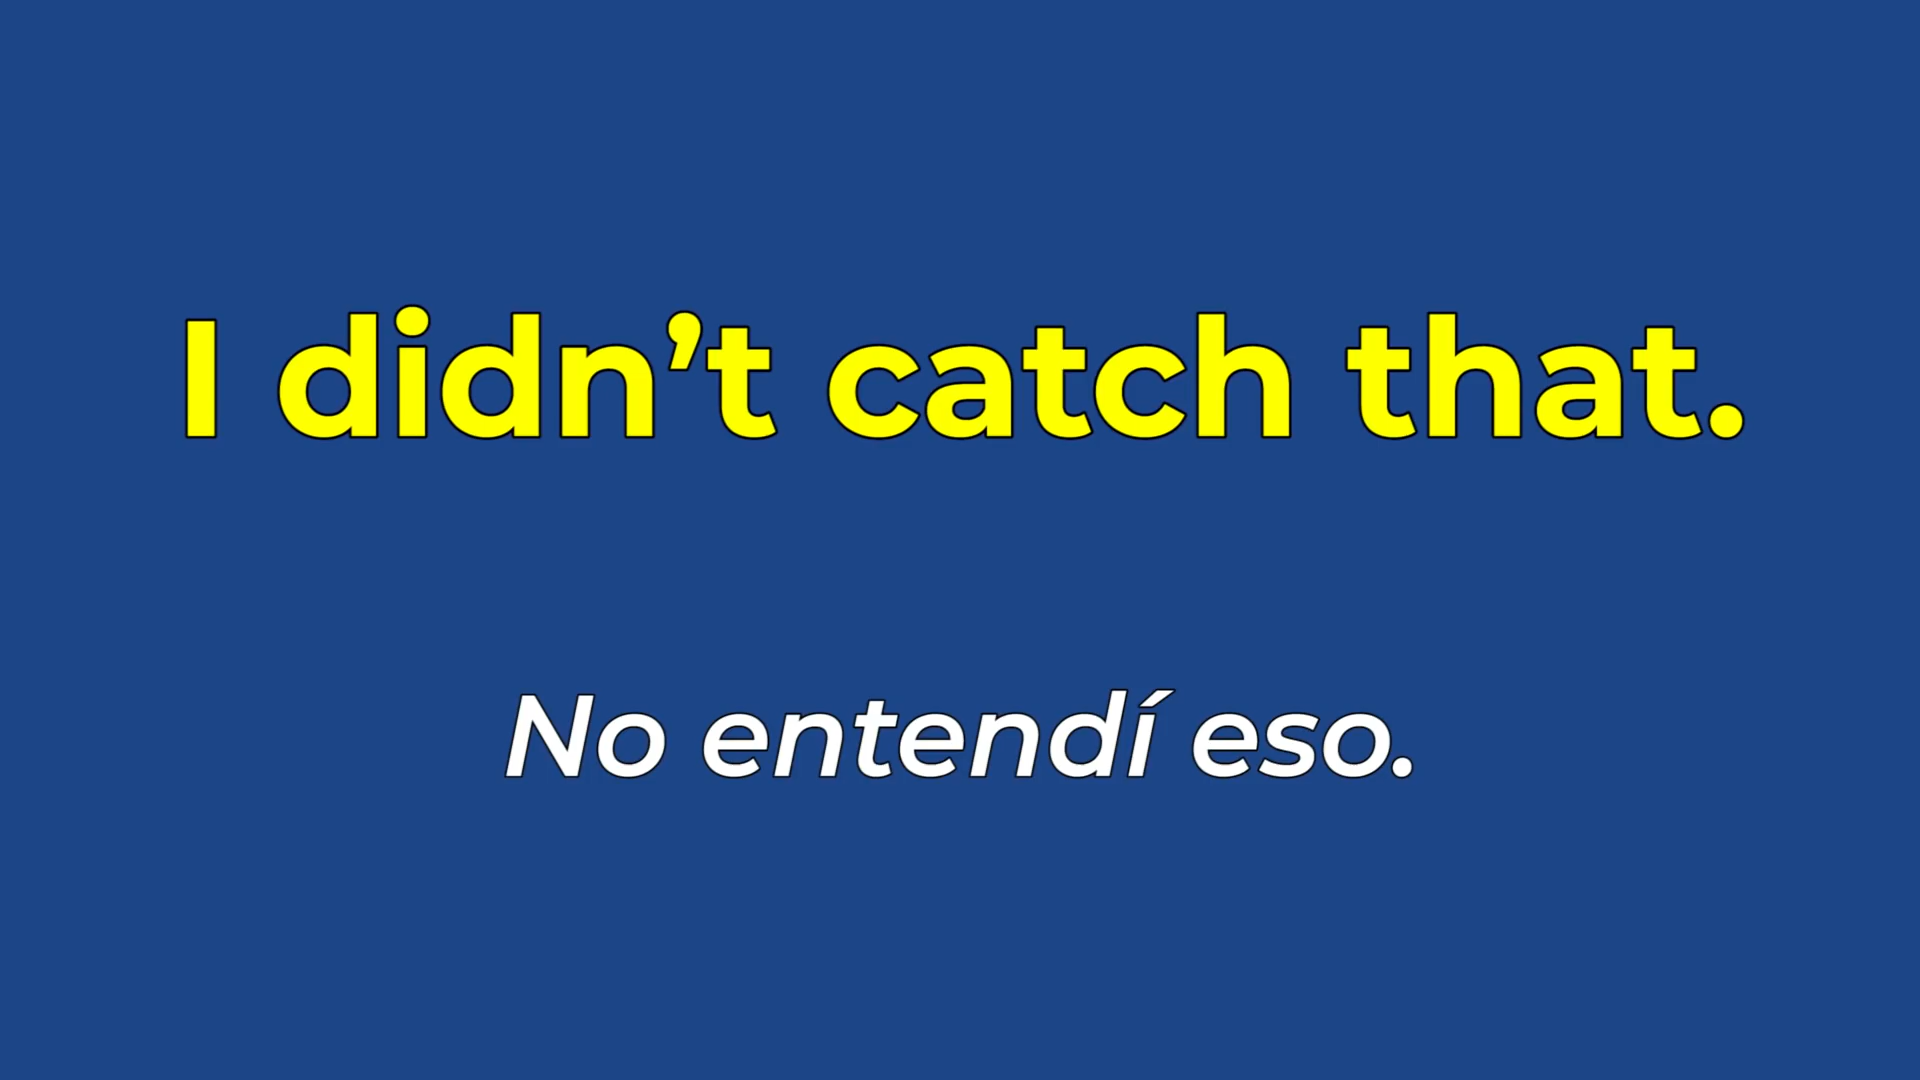 I didn’t catch that.
No entendí eso.